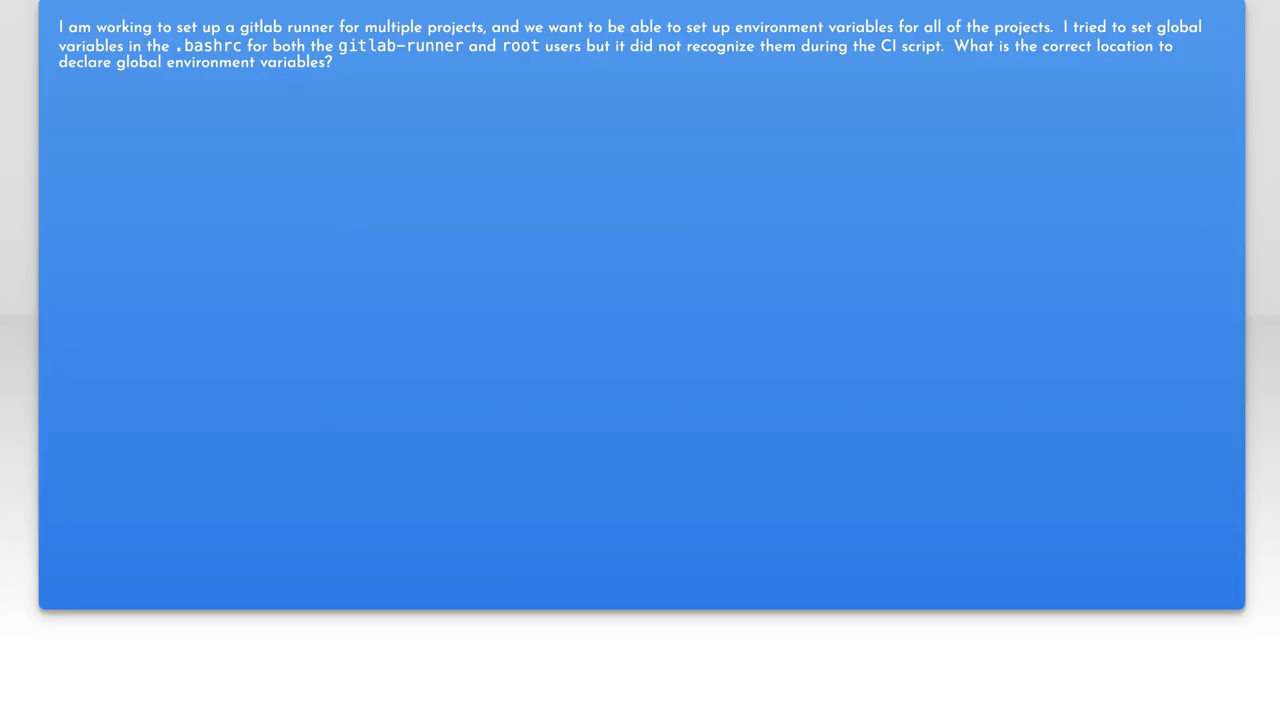 I am working to set up a gitlab runner for multiple projects, and we want to be able to set up environment variables for all of the projects.  I tried to set global
variables in the .bashrc for both the gitlab-runner and root users but it did not recognize them during the CI script.  What is the correct location to
declare global environment variables?